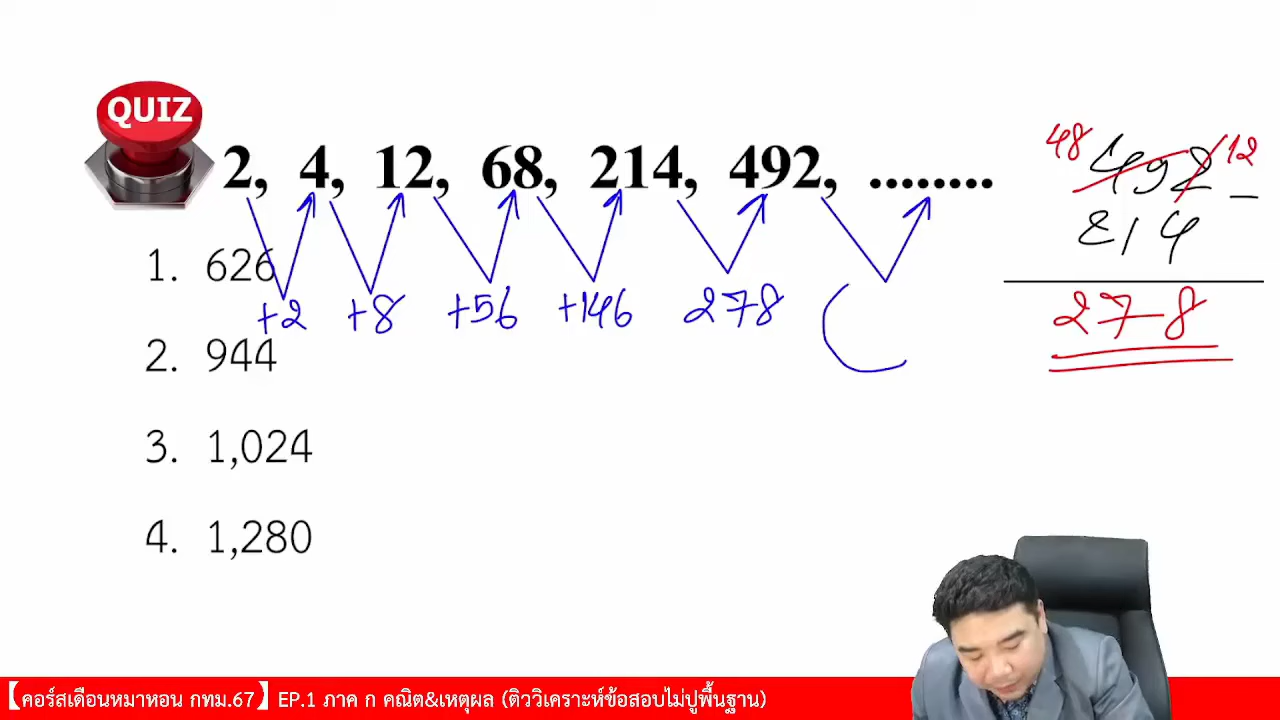 QUIZ
2, 4, 12, 68, 214, 492, ........
+2 +8 +56 +146 278
1. 626
2. 944
3. 1,024
4. 1,280
48 492 12
214
278
【คอร์สเดือนหมาหอน กทม.67】EP.1 ภาค ก คณิต&เหตุผล (ติววิเคราะห์ข้อสอบไม่ปูพื้นฐาน)